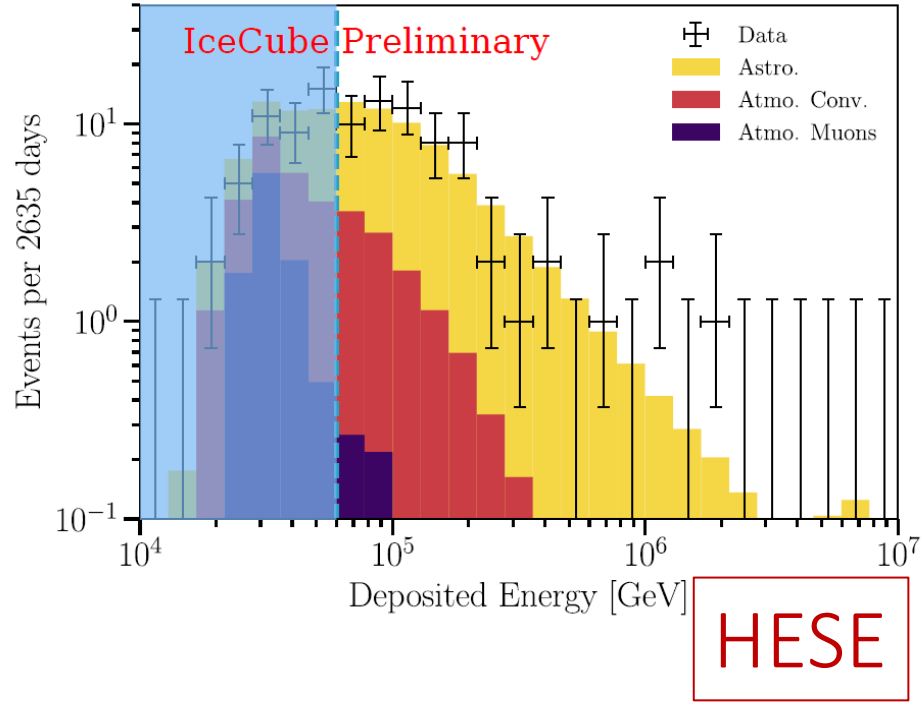 IceCube Preliminary
Data
Astro.
Atmo. Conv.
Atmo. Muons
Events per 2635 days
10¹
10⁰
10⁻¹
10⁴
10⁵
10⁶
10⁷
Deposited Energy [GeV]
HESE